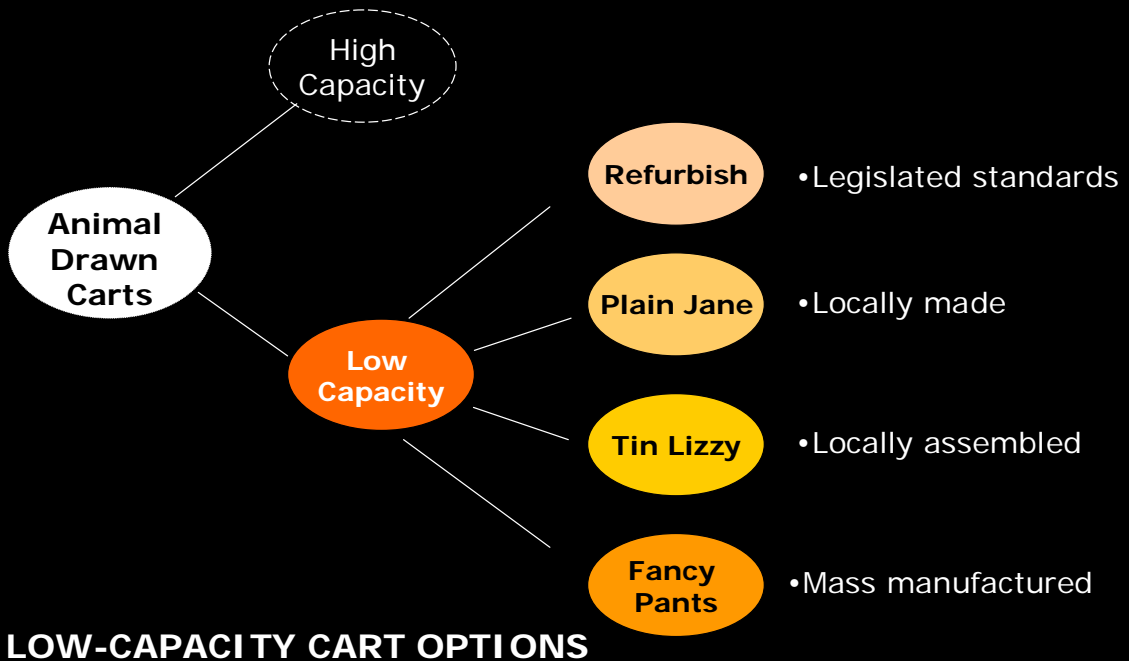 High
Capacity
Animal
Drawn
Carts
Low
Capacity
Refurbish
•Legislated standards
Plain Jane
•Locally made
Tin Lizzy
•Locally assembled
Fancy
Pants
•Mass manufactured
LOW-CAPACITY CART OPTIONS